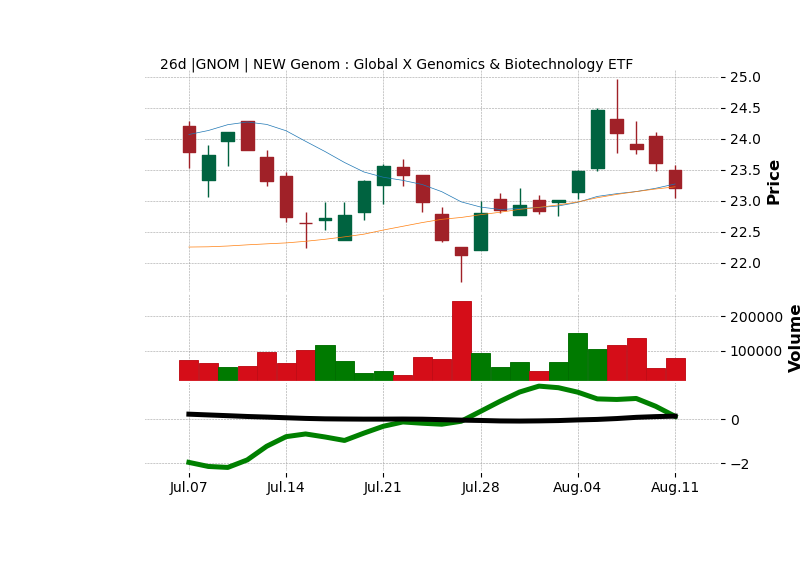 26d |GNOM | NEW Genom : Global X Genomics & Biotechnology ETF
25.0
24.5
24.0
23.5
23.0
22.5
22.0
Price
200000
100000
Volume
0
−2
Jul.07 Jul.14 Jul.21 Jul.28 Aug.04 Aug.11